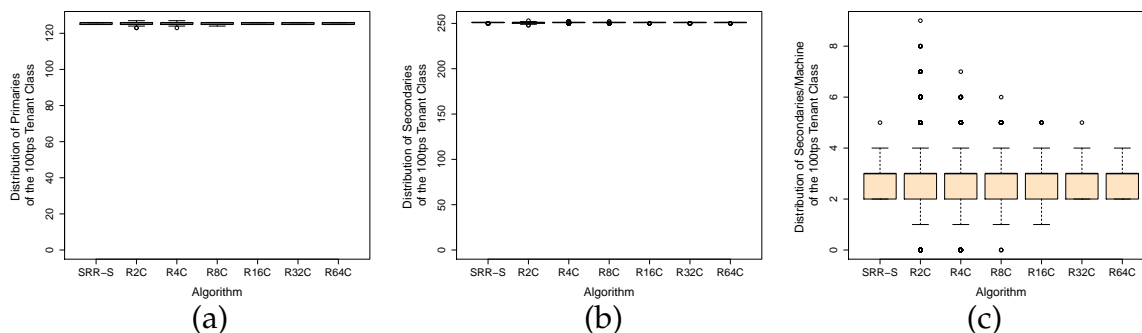 Distribution of Primaries
of the 100tps Tenant Class
120
100
80
60
40
20
0
SRR−S R2C R4C R8C R16C R32C R64C
Algorithm
(a)
Distribution of Secondaries
of the 100tps Tenant Class
250
200
150
100
50
0
SRR−S R2C R4C R8C R16C R32C R64C
Algorithm
(b)
Distribution of Secondaries/Machine
of the 100tps Tenant Class
8
6
4
2
0
SRR−S R2C R4C R8C R16C R32C R64C
Algorithm
(c)